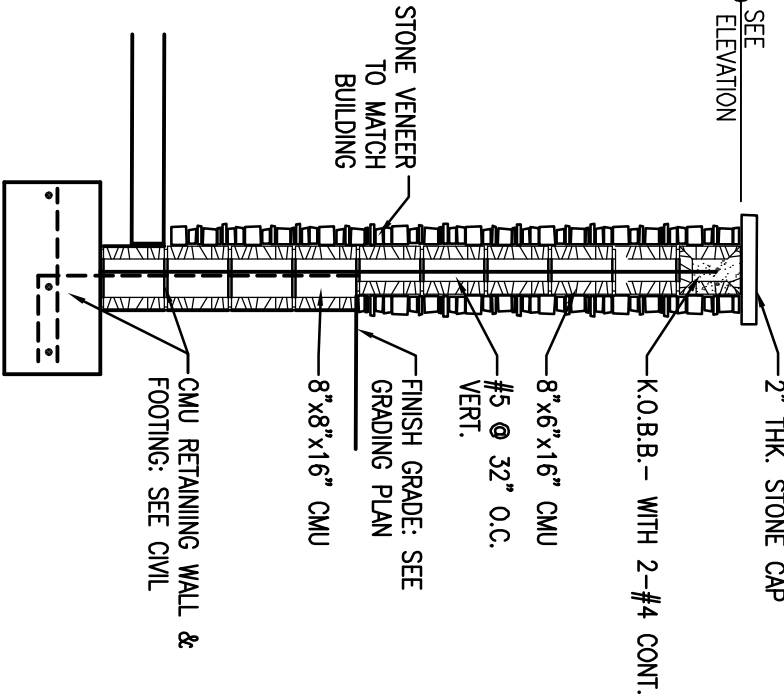 SEE
ELEVATION
2" THK. STONE CAP
K.O.B.B.- WITH 2-#4 CONT.
8"x6"x16" CMU
#5 @ 32" O.C.
VERT.
STONE VENEER
TO MATCH
BUILDING
FINISH GRADE: SEE
GRADING PLAN
8"x8"x16" CMU
CMU RETAINIING WALL &
FOOTING: SEE CIVIL